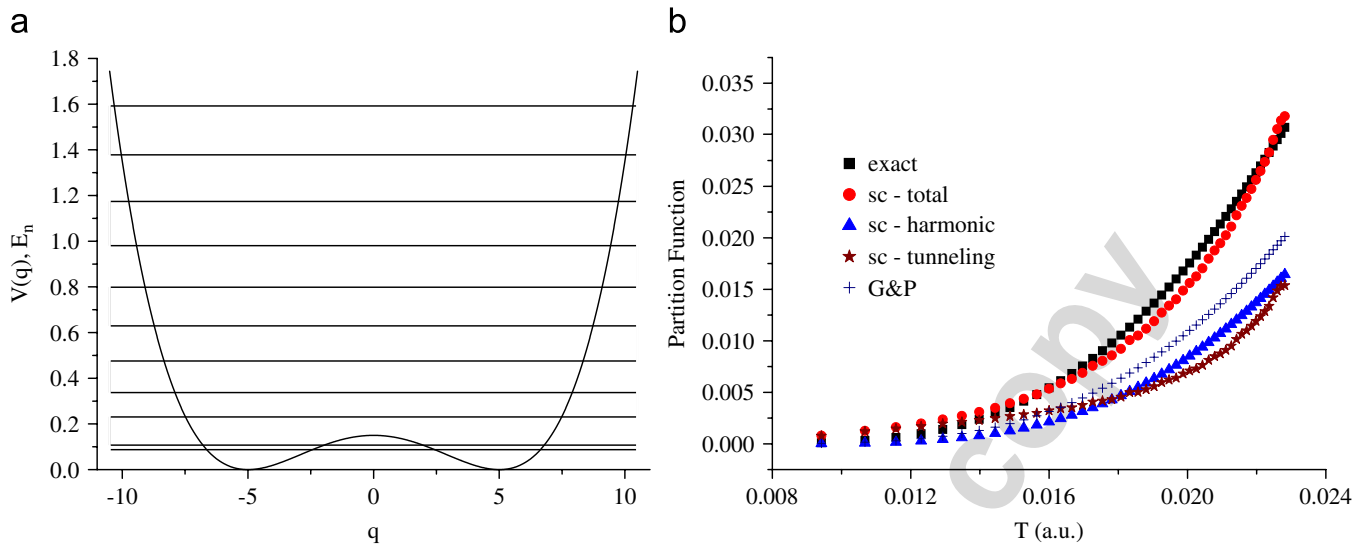 a
b
V(q), E_n
1.8
1.6
1.4
1.2
1.0
0.8
0.6
0.4
0.2
0.0
-10
-5
0
5
10
q
Partition Function
0.035
0.030
0.025
0.020
0.015
0.010
0.005
0.000
exact
sc - total
sc - harmonic
sc - tunneling
G&P
copy
0.008
0.012
0.016
0.020
0.024
T (a.u.)